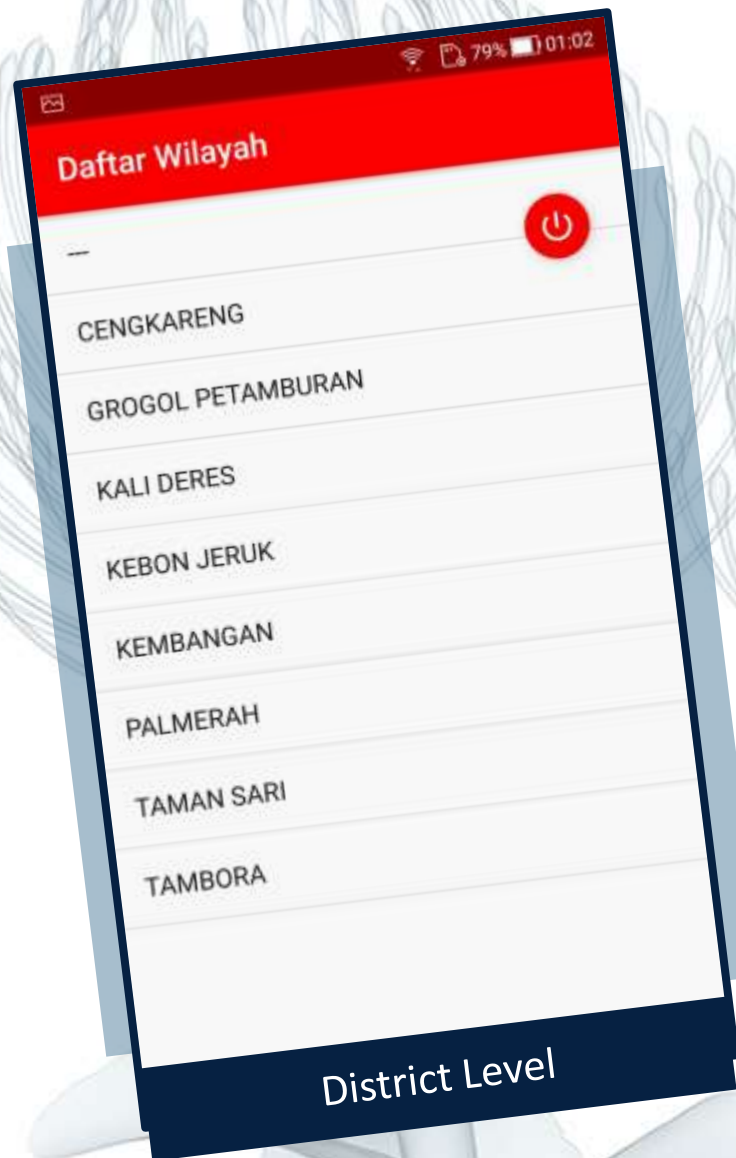 79% 01:02
Daftar Wilayah
---
CENGKARENG
GROGOL PETAMBURAN
KALI DERES
KEBON JERUK
KEMBANGAN
PALMERAH
TAMAN SARI
TAMBORA
District Level